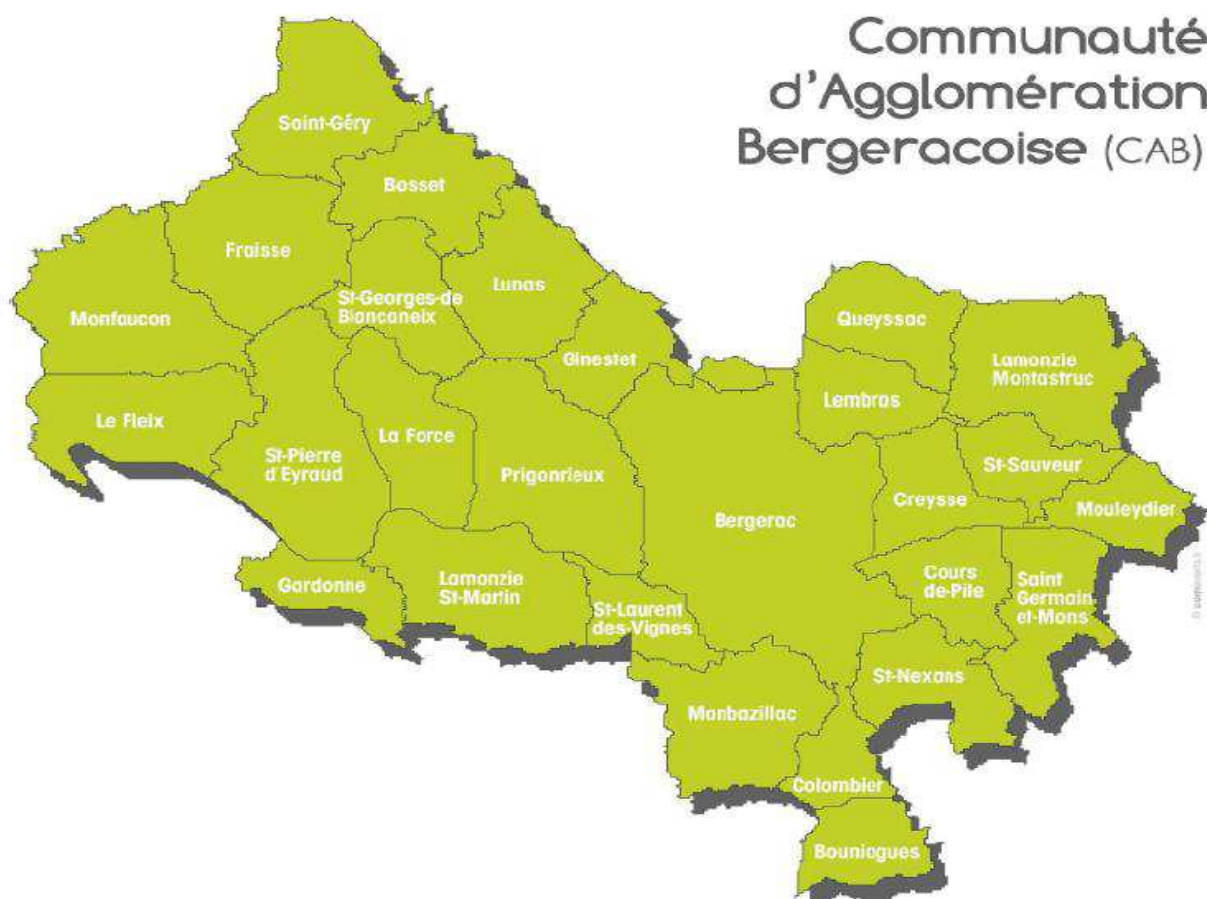 Communauté
d'Agglomération
Bergeracoise (CAB)
Saint-Géry
Bosset
Fraisse
Lunas
St-Georges-de
Blancaneix
Monfaucon
Queyssac
Ginestet
Lamonzie
Montastruc
Lembras
Le Fleix
La Force
St-Pierre
d'Eyraud
Prigonrieux
St-Sauveur
Creysse
Mouleydier
Bergerac
Gardonne
Lamonzie
St-Martin
Cours
de-Pile
Saint
Germain
et-Mons
St-Laurent
des-Vignes
St-Nexans
Monbazillac
Colombier
Bouniagues